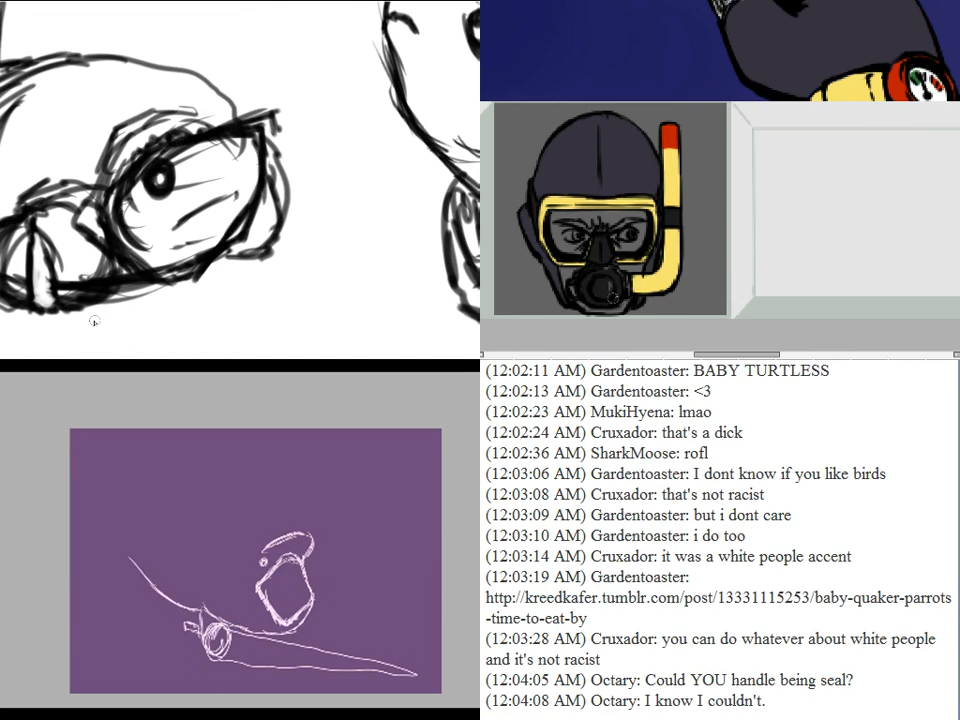 (12:02:11 AM) Gardentoaster: BABY TURTLESS
(12:02:13 AM) Gardentoaster: <3
(12:02:23 AM) MukiHyena: lmao
(12:02:24 AM) Cruxador: that's a dick
(12:02:36 AM) SharkMoose: rofl
(12:03:06 AM) Gardentoaster: I dont know if you like birds
(12:03:08 AM) Cruxador: that's not racist
(12:03:09 AM) Gardentoaster: but i dont care
(12:03:10 AM) Gardentoaster: i do too
(12:03:14 AM) Cruxador: it was a white people accent
(12:03:19 AM) Gardentoaster:
http://kreedkafer.tumblr.com/post/13331115253/baby-quaker-parrots
-time-to-eat-by
(12:03:28 AM) Cruxador: you can do whatever about white people
and it's not racist
(12:04:05 AM) Octary: Could YOU handle being seal?
(12:04:08 AM) Octary: I know I couldn't.